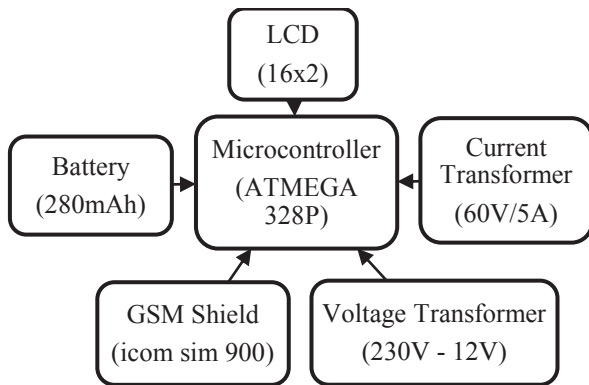 LCD
(16x2)
Battery
(280mAh)
Microcontroller
(ATMEGA
328P)
Current
Transformer
(60V/5A)
GSM Shield
(icom sim 900)
Voltage Transformer
(230V - 12V)